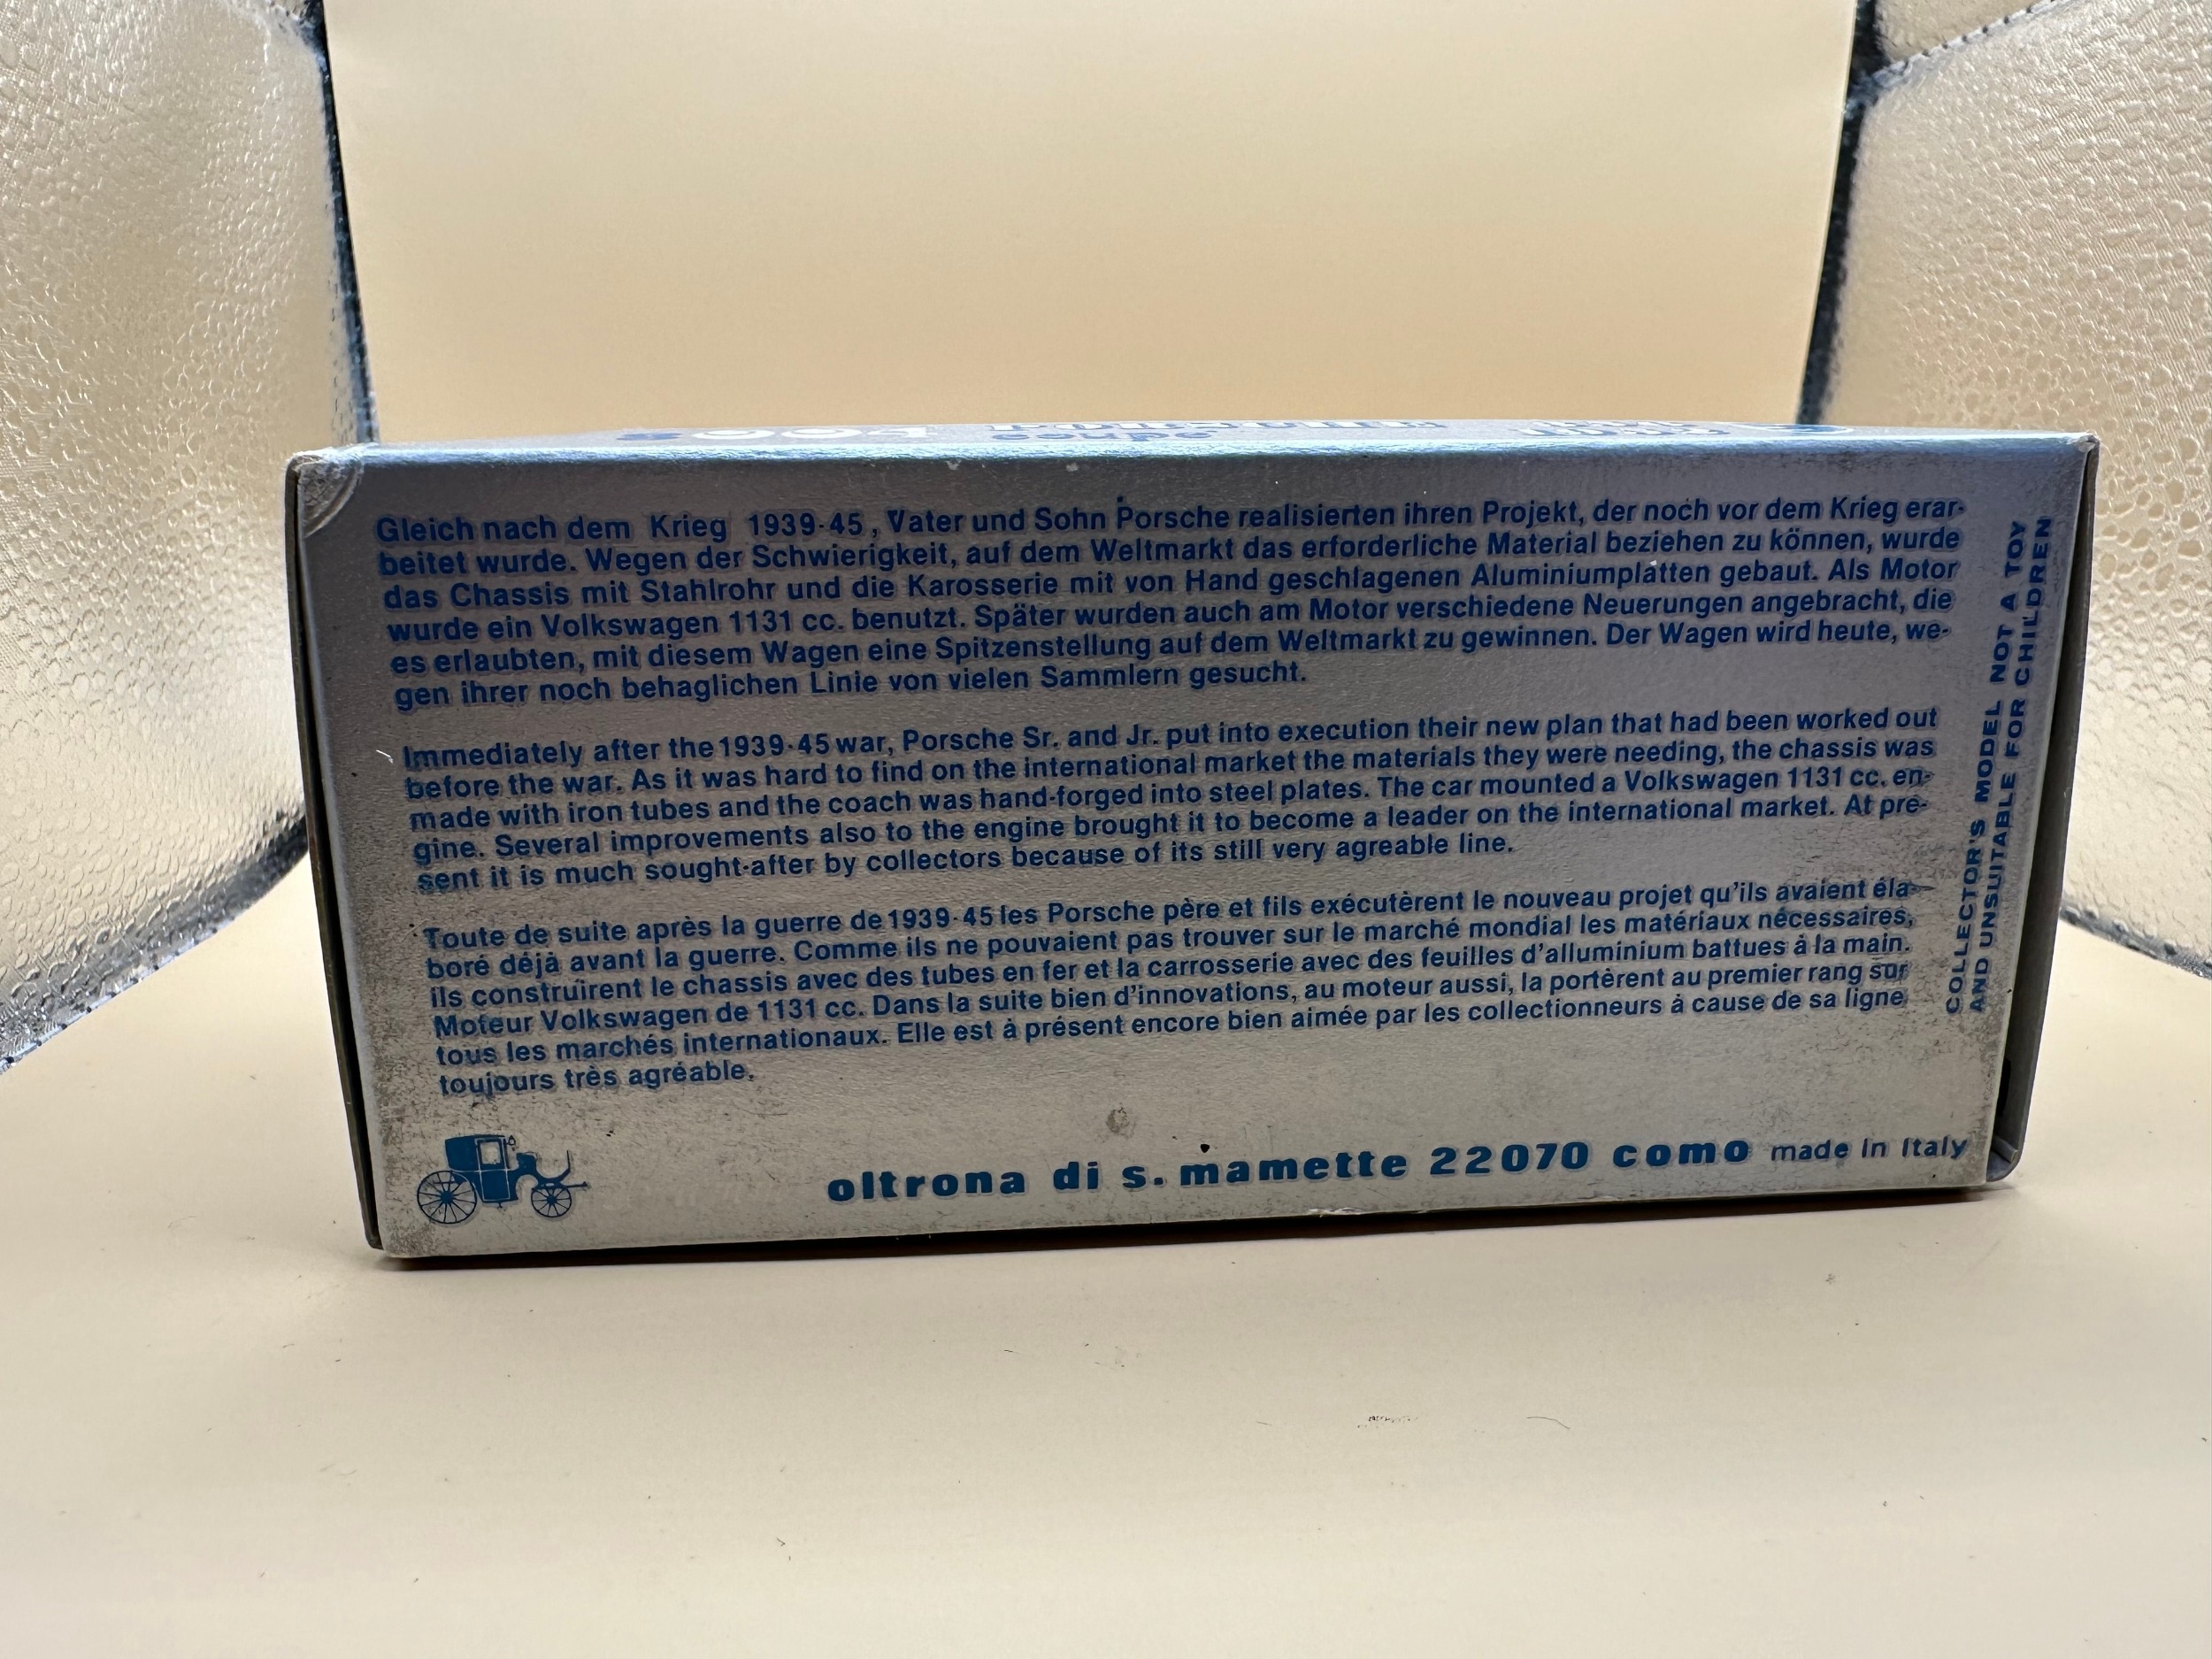 coupe
Gleich nach dem Krieg 1939-45, Vater und Sohn Porsche realisierten ihren Projekt, der noch vor dem Krieg erar-
beitet wurde. Wegen der Schwierigkeit, auf dem Weltmarkt das erforderliche Material beziehen zu können, wurde
das Chassis mit Stahlrohr und die Karosserie mit von Hand geschlagenen Aluminiumplatten gebaut. Als Motor
wurde ein Volkswagen 1131 cc. benutzt. Später wurden auch am Motor verschiedene Neuerungen angebracht, die
es erlaubten, mit diesem Wagen eine Spitzenstellung auf dem Weltmarkt zu gewinnen. Der Wagen wird heute, we-
gen ihrer noch behaglichen Linie von vielen Sammlern gesucht.
Immediately after the 1939-45 war, Porsche Sr. and Jr. put into execution their new plan that had been worked out
before the war. As it was hard to find on the international market the materials they were needing, the chassis was
made with iron tubes and the coach was hand-forged into steel plates. The car mounted a Volkswagen 1131 cc. en-
gine. Several improvements also to the engine brought it to become a leader on the international market. At pre-
sent it is much sought-after by collectors because of its still very agreable line.
Toute de suite après la guerre de 1939-45 les Porsche père et fils exécutèrent le nouveau projet qu'ils avaient éla-
boré déjà avant la guerre. Comme ils ne pouvaient pas trouver sur le marché mondial les matériaux nécessaires,
ils construirent le chassis avec des tubes en fer et la carrosserie avec des feuilles d'alluminium battues à la main.
Moteur Volkswagen de 1131 cc. Dans la suite bien d'innovations, au moteur aussi, la portèrent au premier rang sur
tous les marchés internationaux. Elle est à présent encore bien aimée par les collectionneurs à cause de sa ligne
toujours très agréable.
COLLECTOR'S MODEL NOT A TOY
AND UNSUITABLE FOR CHILDREN
oltrona di s. mamette 22070 como made in Italy